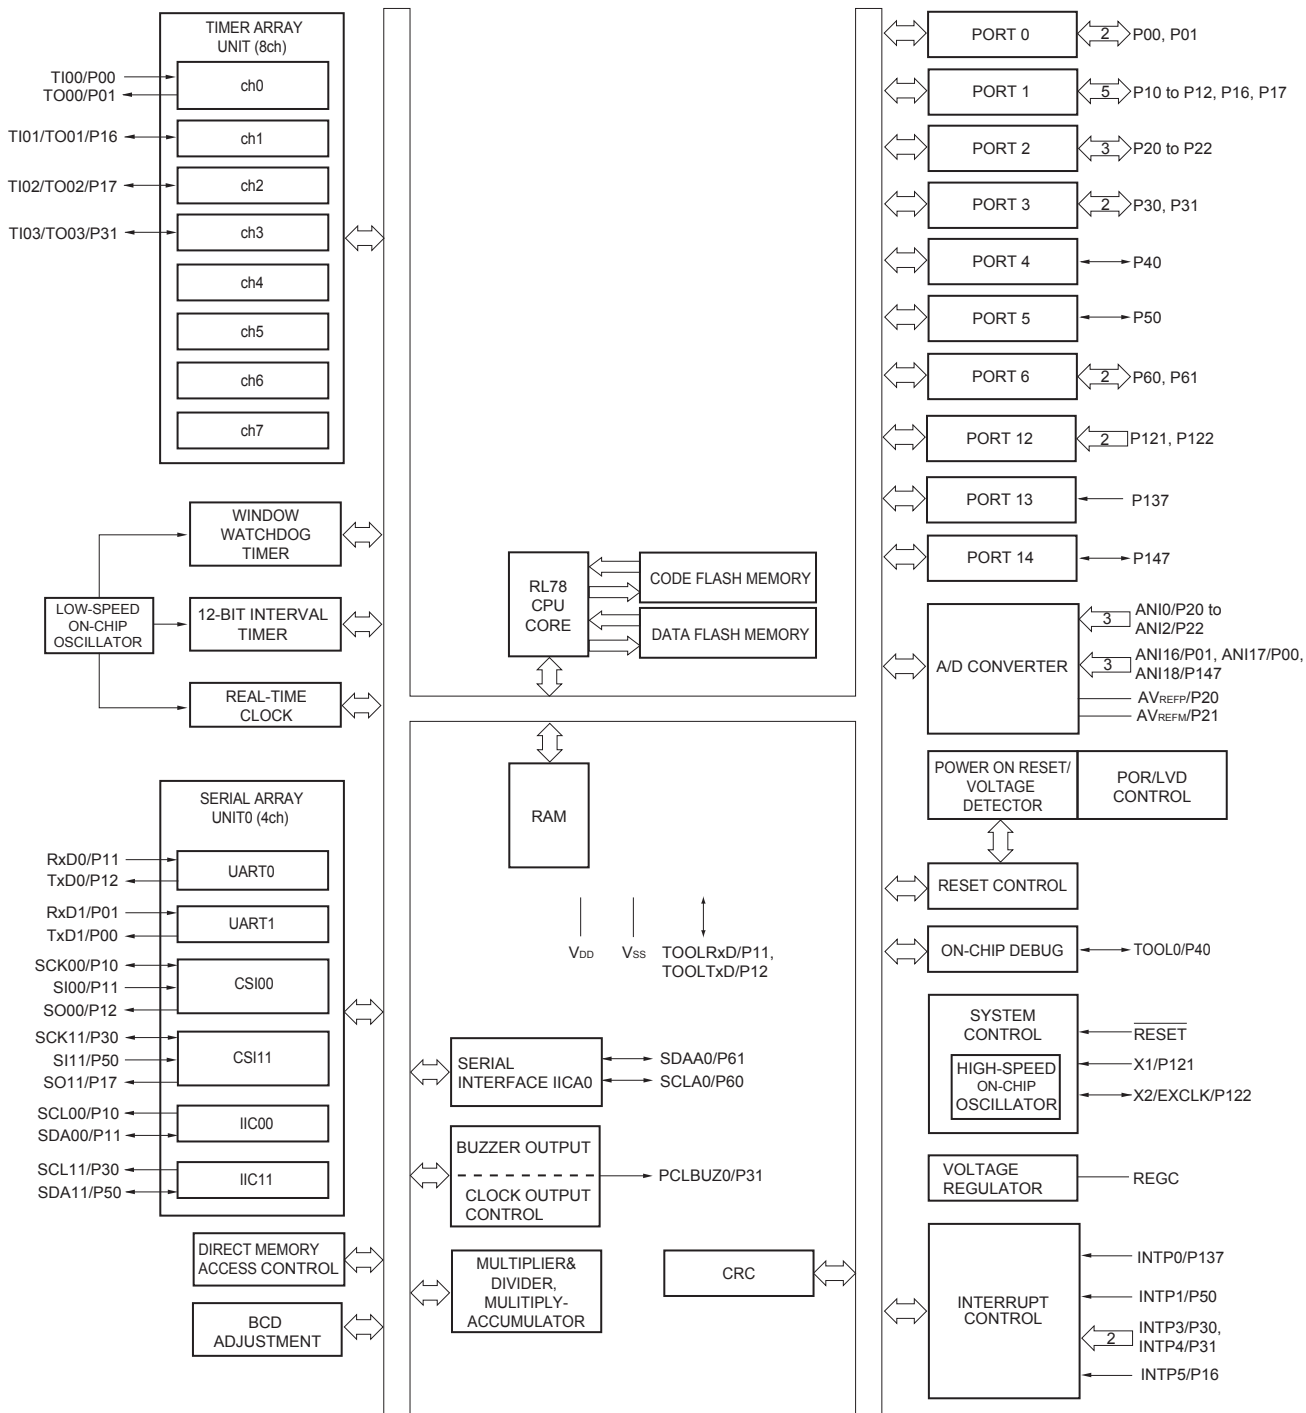 TIMER ARRAY
UNIT (8ch)
TI00/P00
TO00/P01
ch0
TI01/TO01/P16
ch1
TI02/TO02/P17
ch2
TI03/TO03/P31
ch3
ch4
ch5
ch6
ch7
WINDOW
WATCHDOG
TIMER
LOW-SPEED
ON-CHIP
OSCILLATOR
12-BIT INTERVAL
TIMER
REAL-TIME
CLOCK
SERIAL ARRAY
UNIT0 (4ch)
RxD0/P11
TxD0/P12
UART0
RxD1/P01
TxD1/P00
UART1
SCK00/P10
SI00/P11
SO00/P12
CSI00
SCK11/P30
SI11/P50
SO11/P17
CSI11
SCL00/P10
SDA00/P11
IIC00
SCL11/P30
SDA11/P50
IIC11
DIRECT MEMORY
ACCESS CONTROL
BCD
ADJUSTMENT
RL78
CPU
CORE
CODE FLASH MEMORY
DATA FLASH MEMORY
RAM
VDD
VSS
TOOLRxD/P11,
TOOLTxD/P12
SERIAL
INTERFACE IICA0
SDAA0/P61
SCLA0/P60
BUZZER OUTPUT
CLOCK OUTPUT
CONTROL
PCLBUZ0/P31
MULTIPLIER&
DIVIDER,
MULITIPLY-
ACCUMULATOR
CRC
PORT 0
2
P00, P01
PORT 1
5
P10 to P12, P16, P17
PORT 2
3
P20 to P22
PORT 3
2
P30, P31
PORT 4
P40
PORT 5
P50
PORT 6
2
P60, P61
PORT 12
2
P121, P122
PORT 13
P137
PORT 14
P147
A/D CONVERTER
3
ANI0/P20 to
ANI2/P22
3
ANI16/P01, ANI17/P00,
ANI18/P147
AVREFP/P20
AVREFM/P21
POWER ON RESET/
VOLTAGE
DETECTOR
POR/LVD
CONTROL
RESET CONTROL
ON-CHIP DEBUG
TOOL0/P40
SYSTEM
CONTROL
HIGH-SPEED
ON-CHIP
OSCILLATOR
RESET
X1/P121
X2/EXCLK/P122
VOLTAGE
REGULATOR
REGC
INTERRUPT
CONTROL
INTP0/P137
INTP1/P50
2
INTP3/P30,
INTP4/P31
INTP5/P16